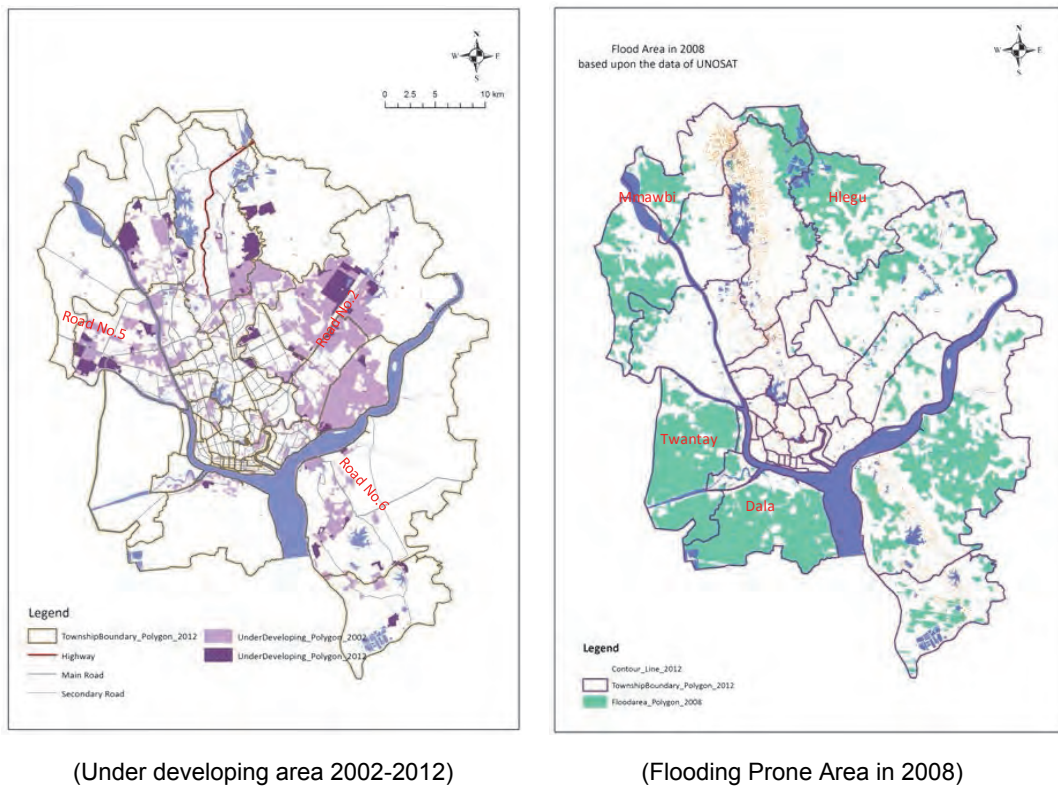 N
W E
S
0 2.5 5 10 km
Road No.5
Road No.2
Road No.6
Legend
TownshipBoundary_Polygon_2012
Highway
Main Road
Secondary Road
UnderDeveloping_Polygon_2002
UnderDeveloping_Polygon_2012
(Under developing area 2002-2012)
Flood Area in 2008
based upon the data of UNOSAT
N
W E
S
Mmawbi
Hlegu
Twantay
Dala
Legend
Contour_Line_2012
TownshipBoundary_Polygon_2012
Floodarea_Polygon_2008
(Flooding Prone Area in 2008)